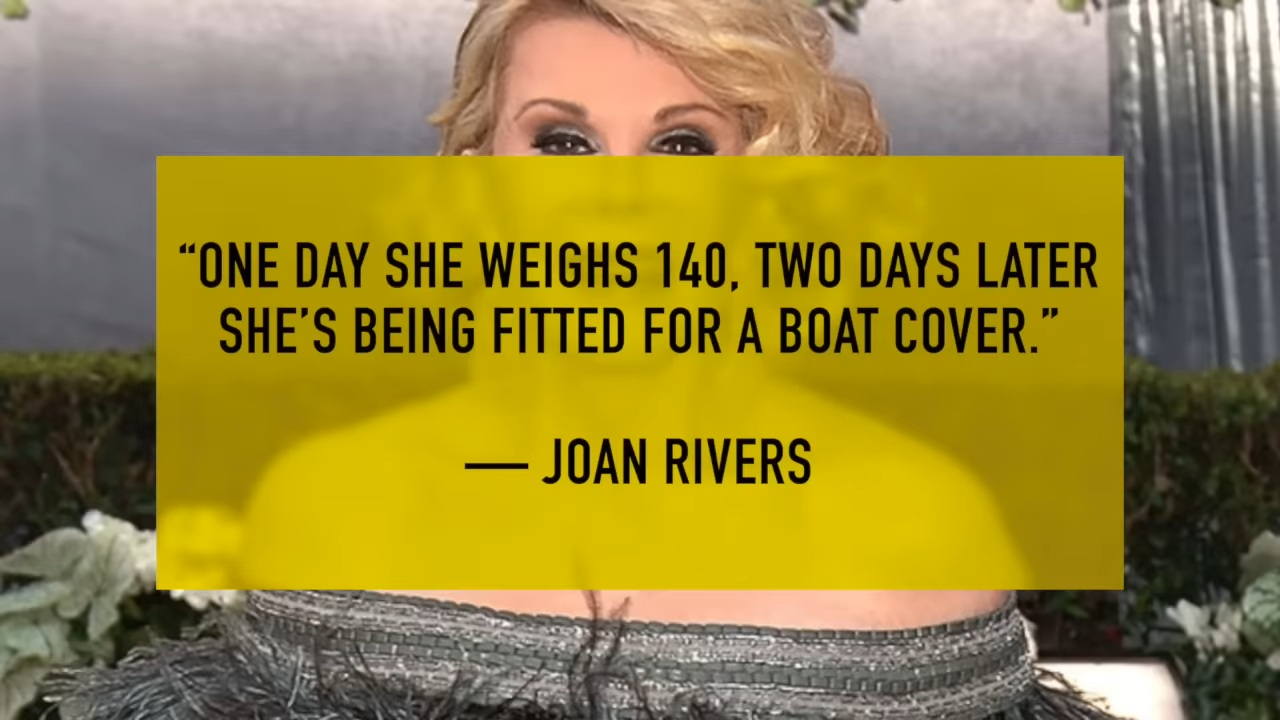 “ONE DAY SHE WEIGHS 140, TWO DAYS LATER
SHE’S BEING FITTED FOR A BOAT COVER.”
— JOAN RIVERS